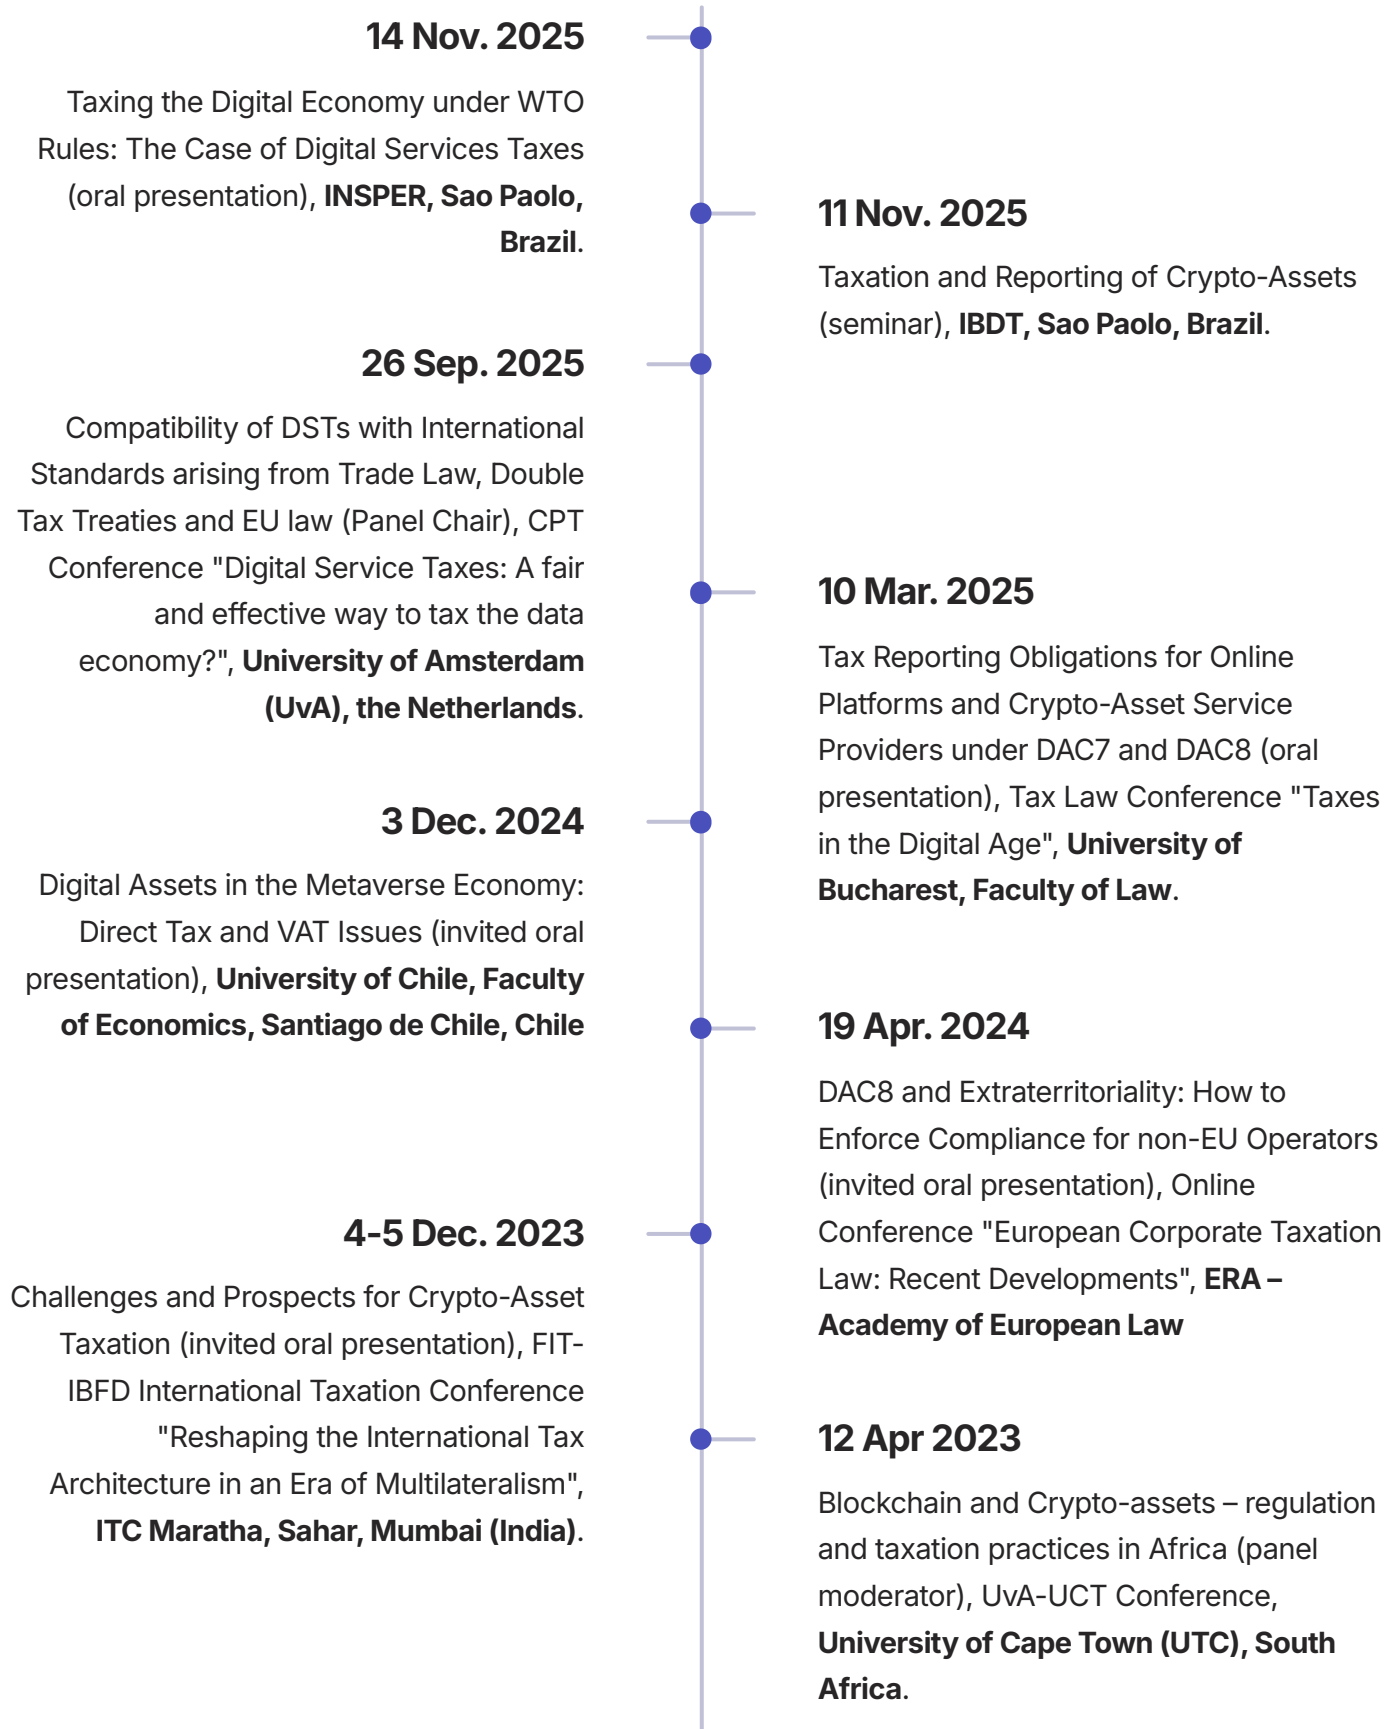 14 Nov. 2025
Taxing the Digital Economy under WTO
Rules: The Case of Digital Services Taxes
(oral presentation), INSPER, Sao Paolo,
Brazil.
11 Nov. 2025
Taxation and Reporting of Crypto-Assets
(seminar), IBDT, Sao Paolo, Brazil.
26 Sep. 2025
Compatibility of DSTs with International
Standards arising from Trade Law, Double
Tax Treaties and EU law (Panel Chair), CPT
Conference "Digital Service Taxes: A fair
and effective way to tax the data
economy?", University of Amsterdam
(UvA), the Netherlands.
10 Mar. 2025
Tax Reporting Obligations for Online
Platforms and Crypto-Asset Service
Providers under DAC7 and DAC8 (oral
presentation), Tax Law Conference "Taxes
in the Digital Age", University of
Bucharest, Faculty of Law.
3 Dec. 2024
Digital Assets in the Metaverse Economy:
Direct Tax and VAT Issues (invited oral
presentation), University of Chile, Faculty
of Economics, Santiago de Chile, Chile
19 Apr. 2024
DAC8 and Extraterritoriality: How to
Enforce Compliance for non-EU Operators
(invited oral presentation), Online
Conference "European Corporate Taxation
Law: Recent Developments", ERA –
Academy of European Law
4-5 Dec. 2023
Challenges and Prospects for Crypto-Asset
Taxation (invited oral presentation), FIT-
IBFD International Taxation Conference
"Reshaping the International Tax
Architecture in an Era of Multilateralism",
ITC Maratha, Sahar, Mumbai (India).
12 Apr 2023
Blockchain and Crypto-assets – regulation
and taxation practices in Africa (panel
moderator), UvA-UCT Conference,
University of Cape Town (UTC), South
Africa.